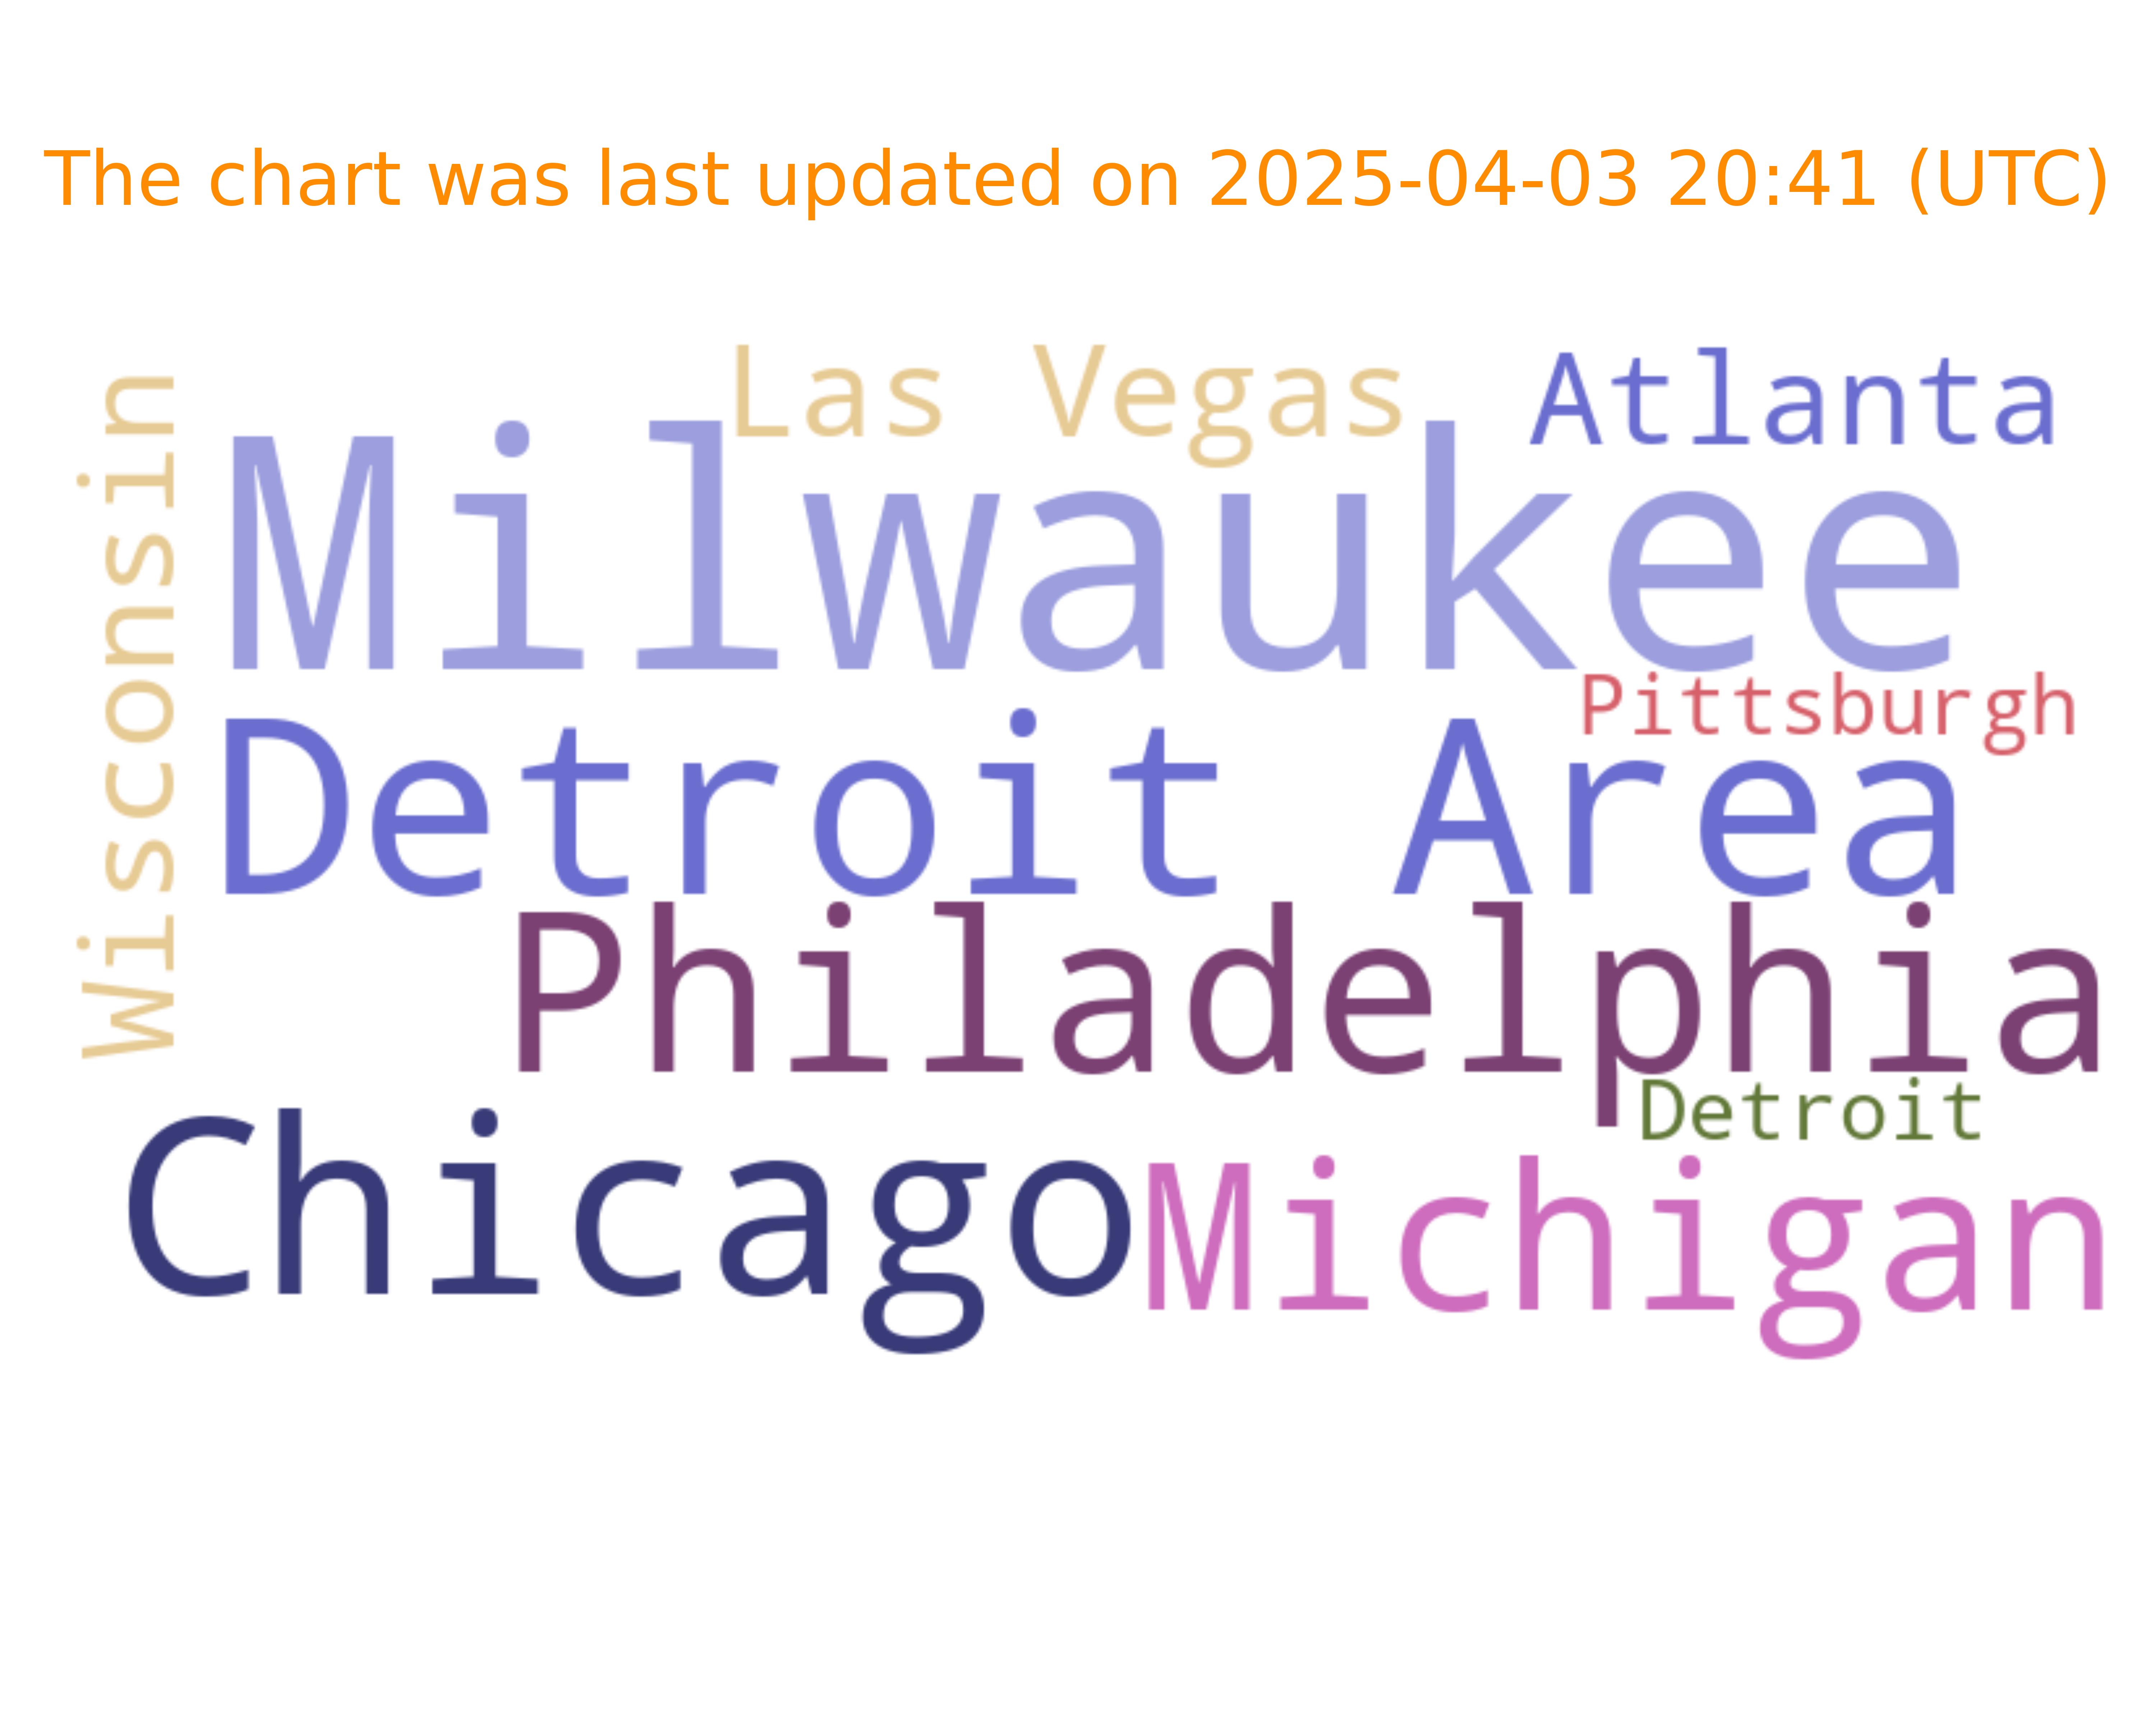 The chart was last updated on 2025-04-03 20:41 (UTC)
Las Vegas
Atlanta
Wisconsin
Milwaukee
Pittsburgh
Detroit Area
Philadelphia
Detroit
Chicago
Michigan